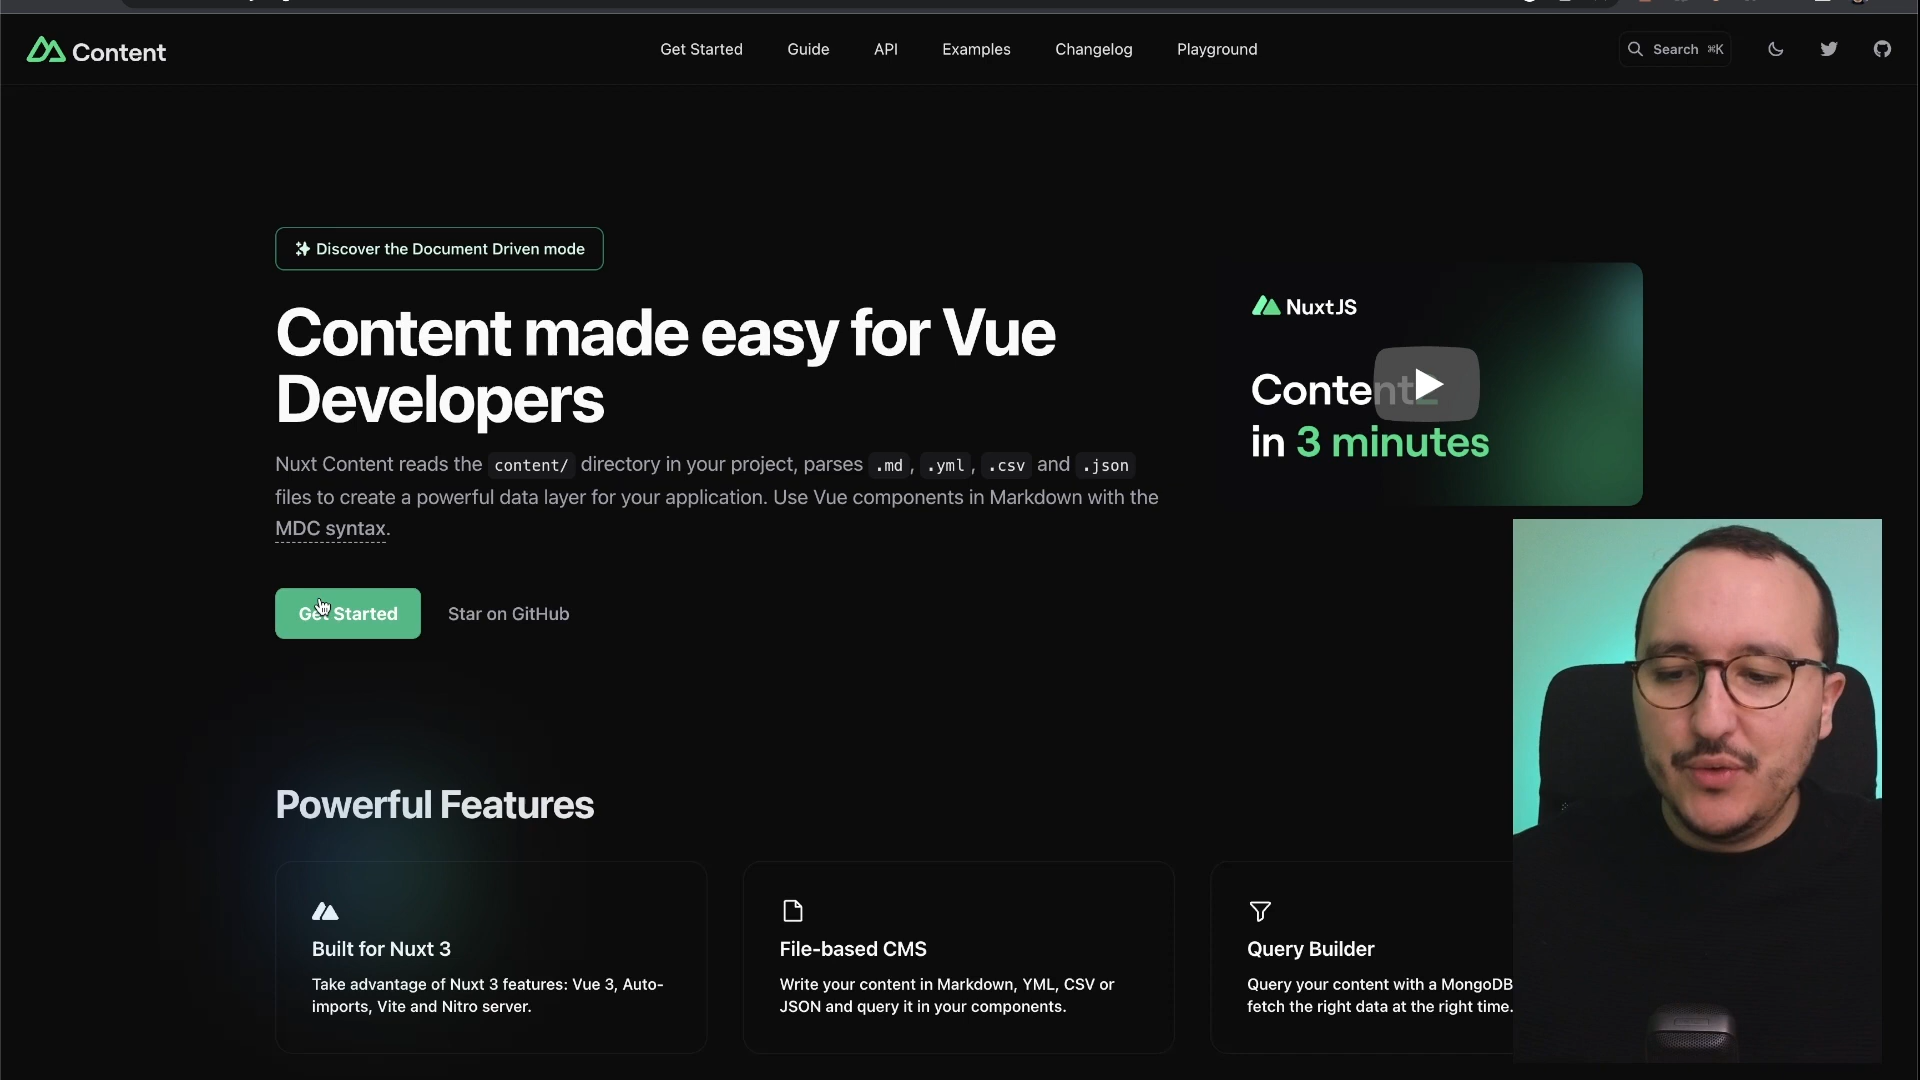 Content
Get Started
Guide
API
Examples
Changelog
Playground
Search ⌘K
Discover the Document Driven mode
Content made easy for Vue
Developers
Nuxt Content reads the content/ directory in your project, parses .md, .yml, .csv and .json
files to create a powerful data layer for your application. Use Vue components in Markdown with the
MDC syntax.
Get Started
Star on GitHub
NuxtJS
Content
in 3 minutes
Powerful Features
Built for Nuxt 3
Take advantage of Nuxt 3 features: Vue 3, Auto-
imports, Vite and Nitro server.
File-based CMS
Write your content in Markdown, YML, CSV or
JSON and query it in your components.
Query Builder
Query your content with a MongoDB
fetch the right data at the right time.